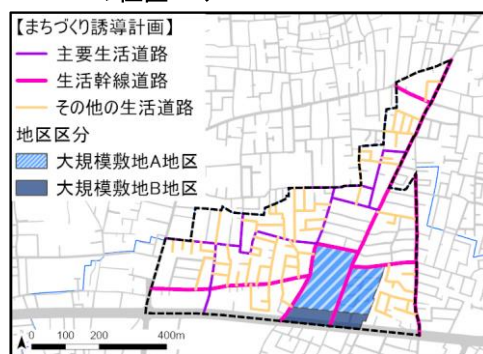 【まちづくり誘導計画】
主要生活道路
生活幹線道路
その他の生活道路
地区区分
大規模敷地A地区
大規模敷地B地区
0 100 200 400m